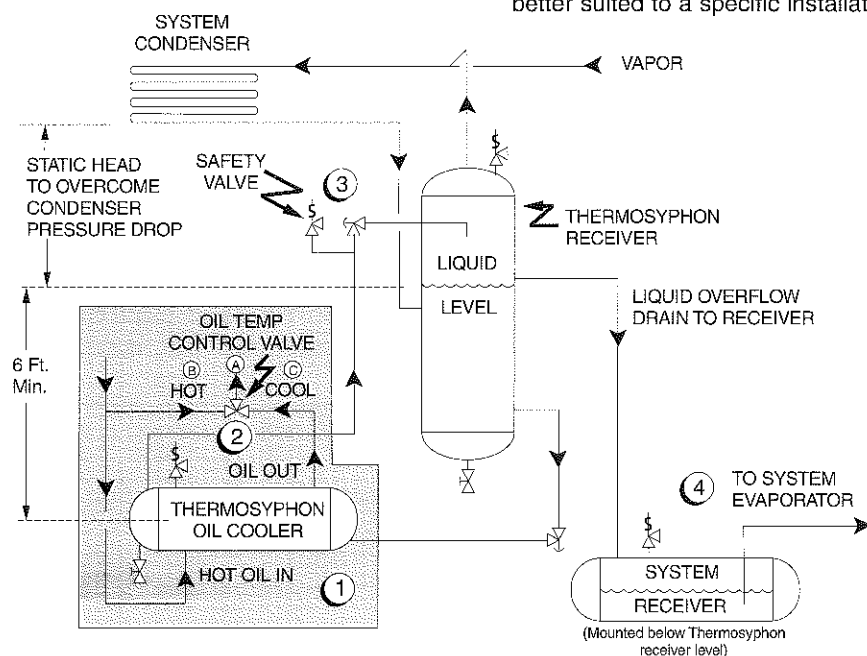 better suited to a specific installat
SYSTEM
CONDENSER
VAPOR
STATIC HEAD
TO OVERCOME
CONDENSER
PRESSURE DROP
SAFETY
VALVE
3
S
S
THERMOSYPHON
RECEIVER
LIQUID
LEVEL
LIQUID OVERFLOW
DRAIN TO RECEIVER
6 Ft.
Min.
OIL TEMP
CONTROL VALVE
B
A
C
HOT
COOL
2
S
OIL OUT
THERMOSYPHON
OIL COOLER
HOT OIL IN
1
4
TO SYSTEM
EVAPORATOR
S
SYSTEM
RECEIVER
(Mounted below Thermosyphon
receiver level)